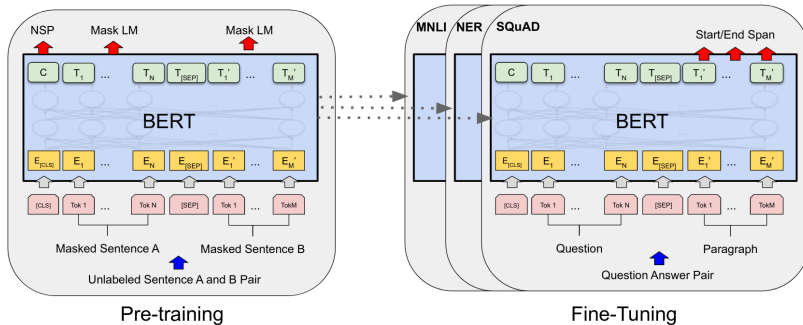 NSP Mask LM Mask LM
C T1 ... TN T[SEP] T1' ... TM'
BERT
E[CLS] E1 ... EN E[SEP] E1' ... EM'
[CLS] Tok 1 ... Tok N [SEP] Tok 1 ... TokM
Masked Sentence A Masked Sentence B
Unlabeled Sentence A and B Pair
Pre-training
MNLI NER SQuAD
Start/End Span
C T1 ... TN T[SEP] T1' ... TM'
BERT
E[CLS] E1 ... EN E[SEP] E1' ... EM'
[CLS] Tok 1 ... Tok N [SEP] Tok 1 ... TokM
Question Paragraph
Question Answer Pair
Fine-Tuning